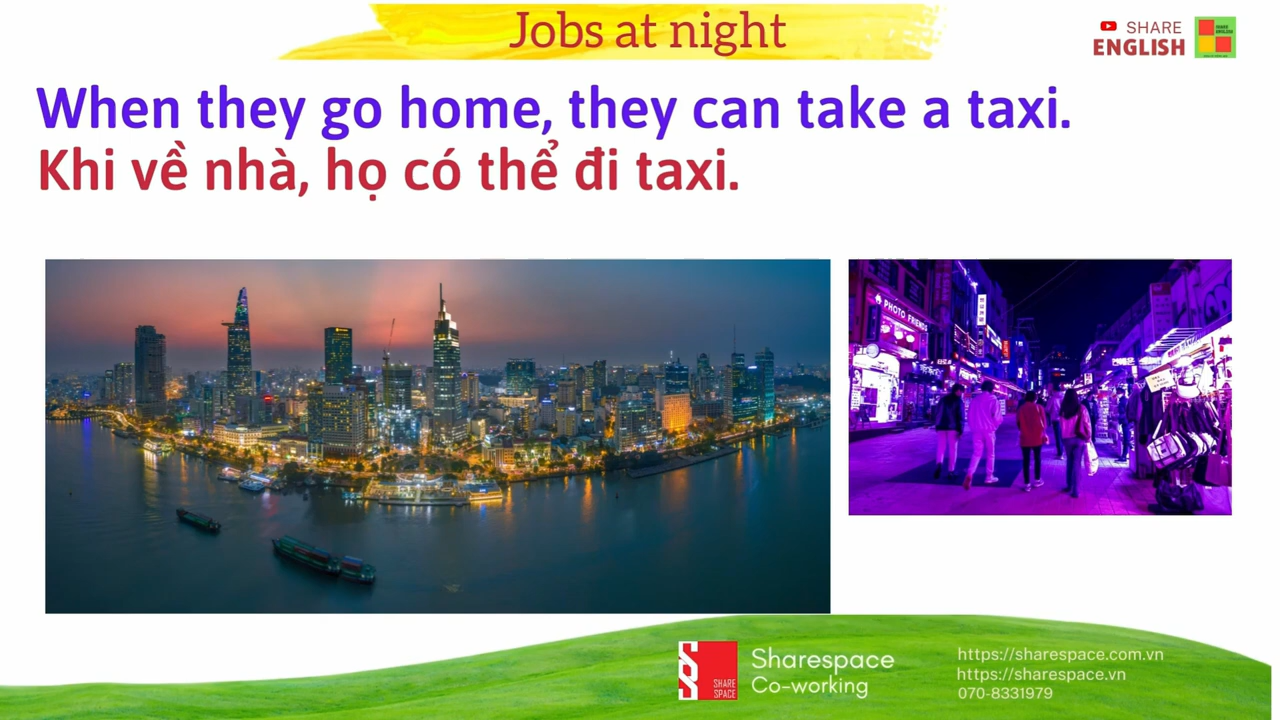 Jobs at night
SHARE
ENGLISH
When they go home, they can take a taxi.
Khi về nhà, họ có thể đi taxi.
PHOTO FRIENDS
SHARE
SPACE
Sharespace
Co-working
https://sharespace.com.vn
https://sharespace.vn
070-8331979